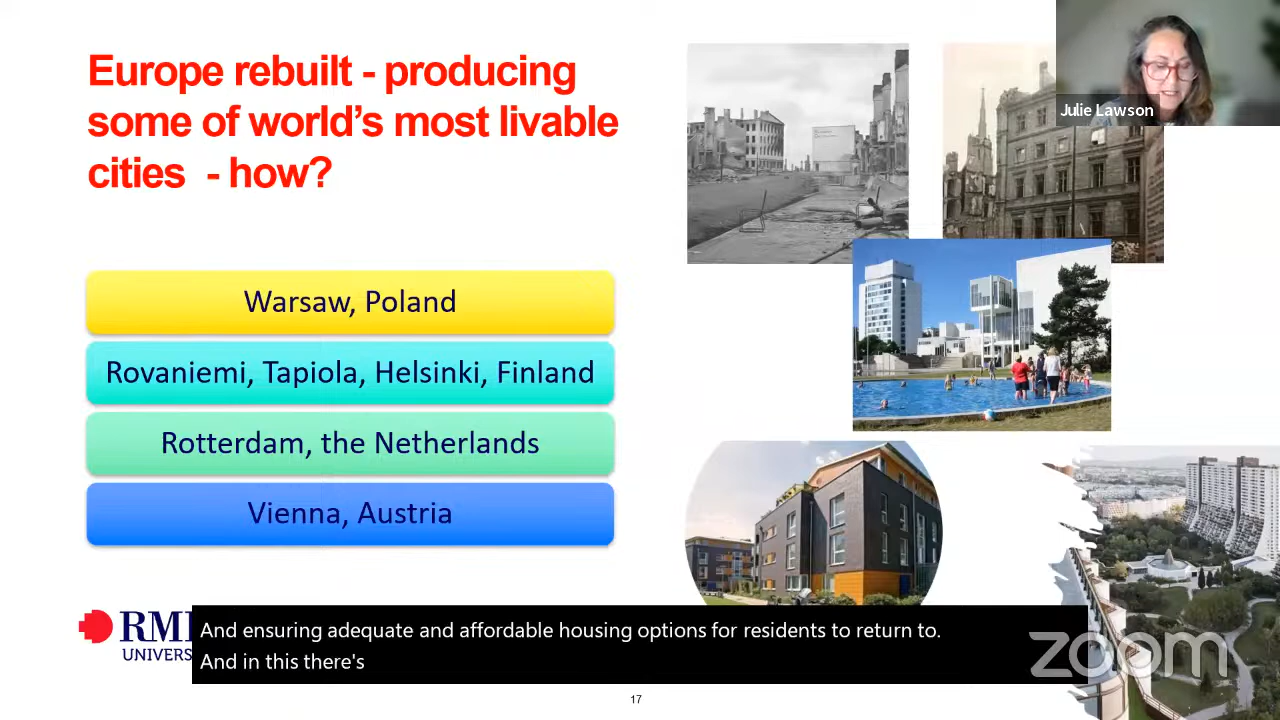 Europe rebuilt - producing
some of world's most livable
cities - how?
Julie Lawson
Warsaw, Poland
Rovaniemi, Tapiola, Helsinki, Finland
Rotterdam, the Netherlands
Vienna, Austria
RMI
UNIVERS
And ensuring adequate and affordable housing options for residents to return to.
And in this there's
zoom
17